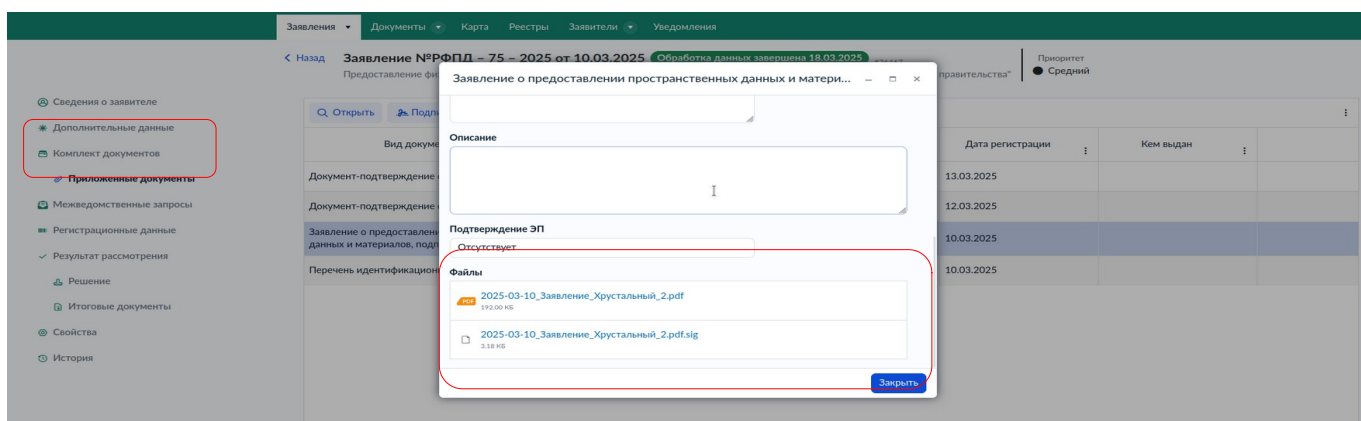 Заявления Документы Карта Реестры Заявители Уведомления
Назад Заявление №РФПД – 75 – 2025 от 10.03.2025 Обработка данных завершена 18.03.2025
Предоставление правительства"
Приоритет
Средний
Заявление о предоставлении пространственных данных и матери...
Сведения о заявителе
Дополнительные данные
Комплект документов
Приложенные документы
Межведомственные запросы
Регистрационные данные
Результат рассмотрения
Решение
Итоговые документы
Свойства
История
Открыть
Вид докуме Дата регистрации Кем выдан
Документ-подтверждение 13.03.2025
Документ-подтверждение 12.03.2025
Заявление о предоставлени
данных и материалов, подп 10.03.2025
Перечень идентификацион 10.03.2025
Описание
Подтверждение ЭП
Отсутствует
Файлы
PDF
2025-03-10_Заявление_Хрустальный_2.pdf
192.00 КБ
2025-03-10_Заявление_Хрустальный_2.pdf.sig
3.18 КБ
Закрыть